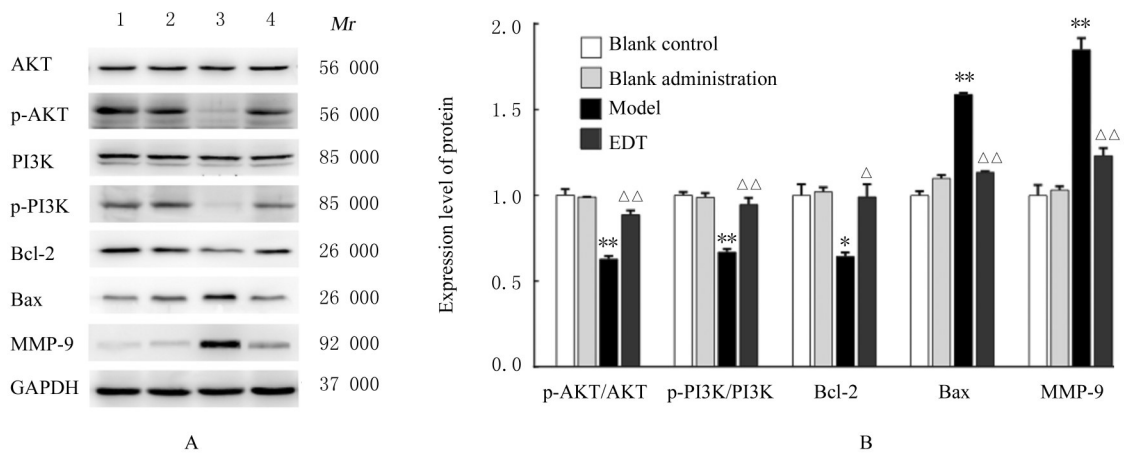 1 2 3 4 Mr
AKT 56 000
p-AKT 56 000
PI3K 85 000
p-PI3K 85 000
Bcl-2 26 000
Bax 26 000
MMP-9 92 000
GAPDH 37 000
A
Expression level of protein
2.0
1.5
1.0
0.5
0.0
Blank control
Blank administration
Model
EDT
** △△
** △△
* △
** △△
** △△
p-AKT/AKT p-PI3K/PI3K Bcl-2 Bax MMP-9
B